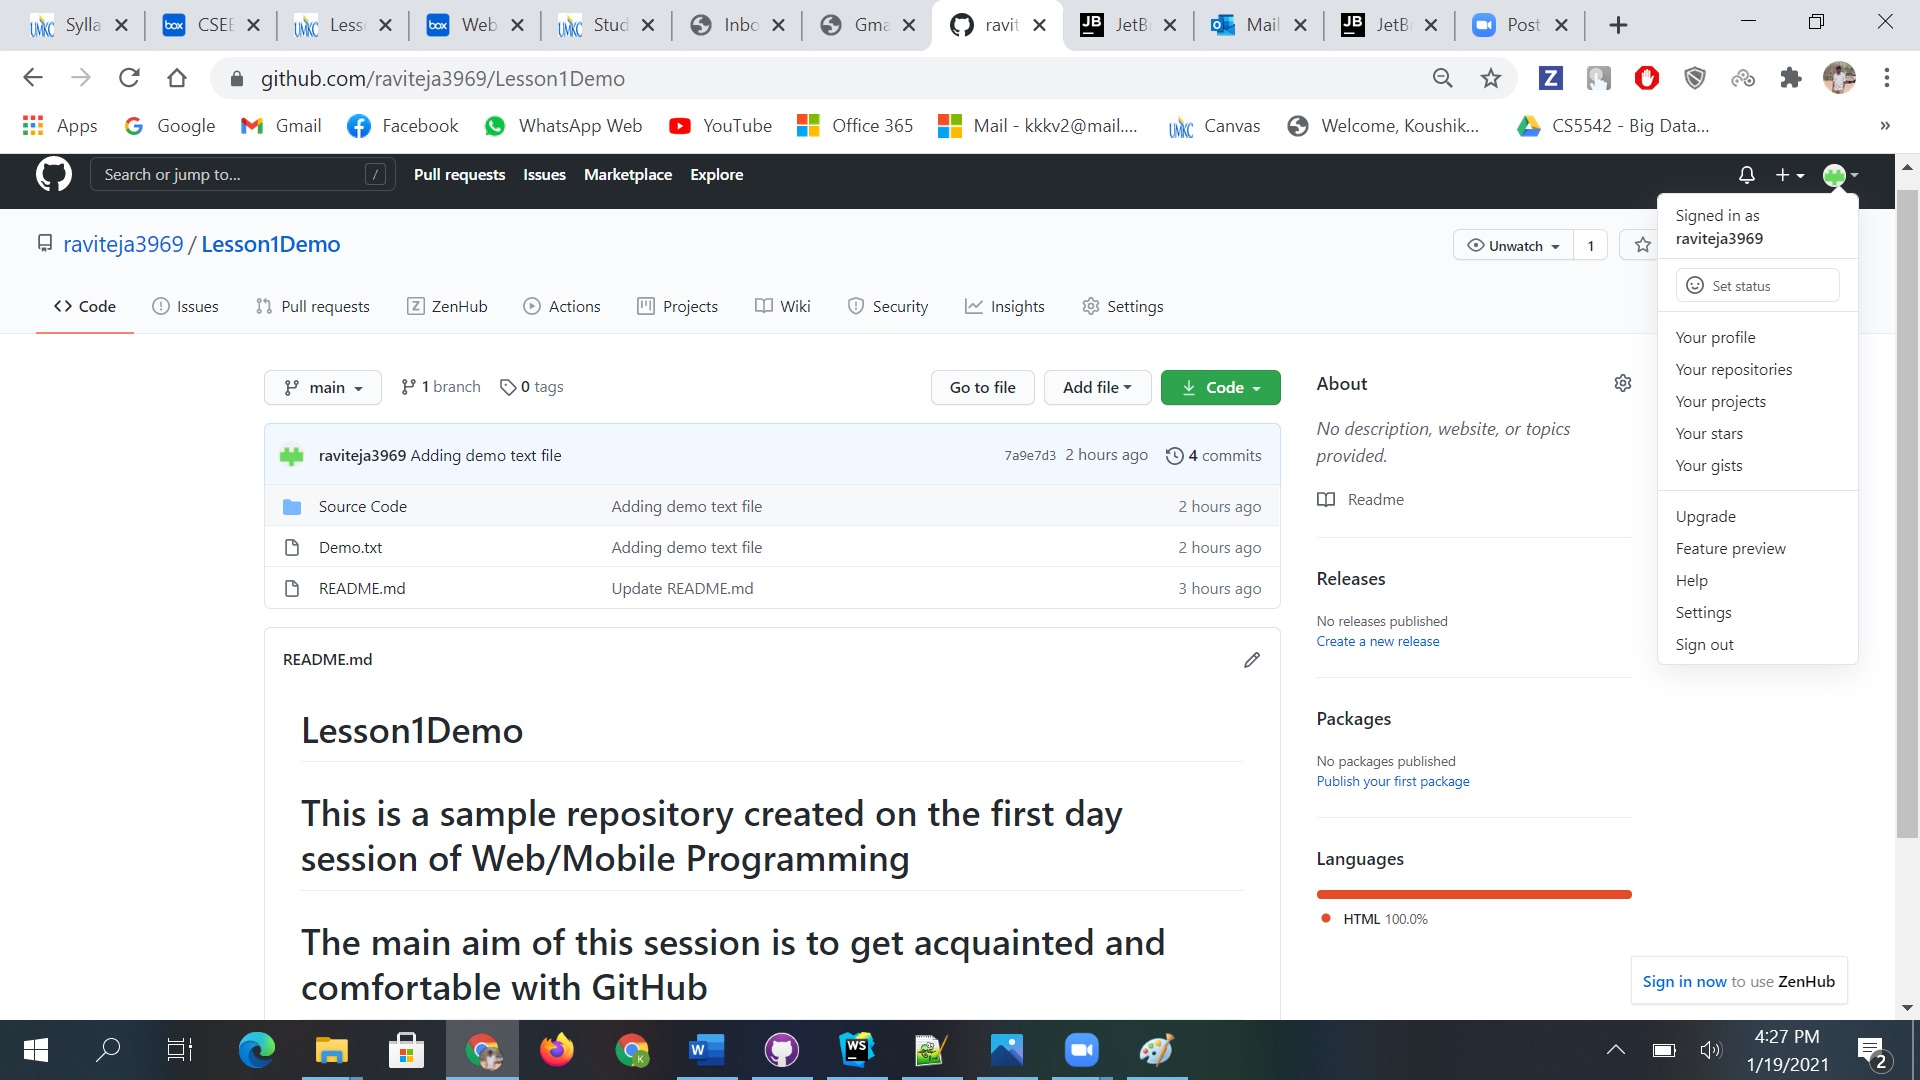 Sylla
CSEE
Less
Web
Stud
Inbo
Gma
ravit
JetB
Mail
JetB
Post
github.com/raviteja3969/Lesson1Demo
Apps
Google
Gmail
Facebook
WhatsApp Web
YouTube
Office 365
Mail - kkkv2@mail....
Canvas
Welcome, Koushik...
CS5542 - Big Data...
»
Search or jump to...
/
Pull requests
Issues
Marketplace
Explore
Signed in as
raviteja3969
Set status
Your profile
Your repositories
Your projects
Your stars
Your gists
Upgrade
Feature preview
Help
Settings
Sign out
raviteja3969 / Lesson1Demo
Unwatch
1
Code
Issues
Pull requests
ZenHub
Actions
Projects
Wiki
Security
Insights
Settings
main
1 branch
0 tags
Go to file
Add file
Code
raviteja3969 Adding demo text file
7a9e7d3 2 hours ago
4 commits
Source Code
Adding demo text file
2 hours ago
Demo.txt
Adding demo text file
2 hours ago
README.md
Update README.md
3 hours ago
README.md
Lesson1Demo
This is a sample repository created on the first day
session of Web/Mobile Programming
The main aim of this session is to get acquainted and
comfortable with GitHub
About
No description, website, or topics
provided.
Readme
Releases
No releases published
Create a new release
Packages
No packages published
Publish your first package
Languages
HTML 100.0%
Sign in now to use ZenHub
4:27 PM
1/19/2021
2